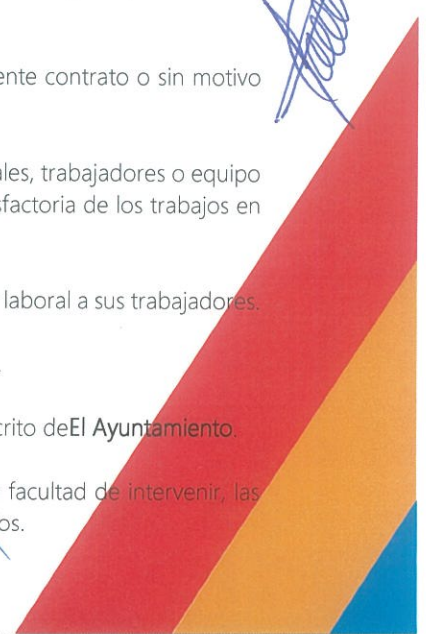 ente contrato o sin motivo
ales, trabajadores o equipo
sfactoria de los trabajos en
laboral a sus trabajadores.
crito deEl Ayuntamiento.
facultad de intervenir, las
os.